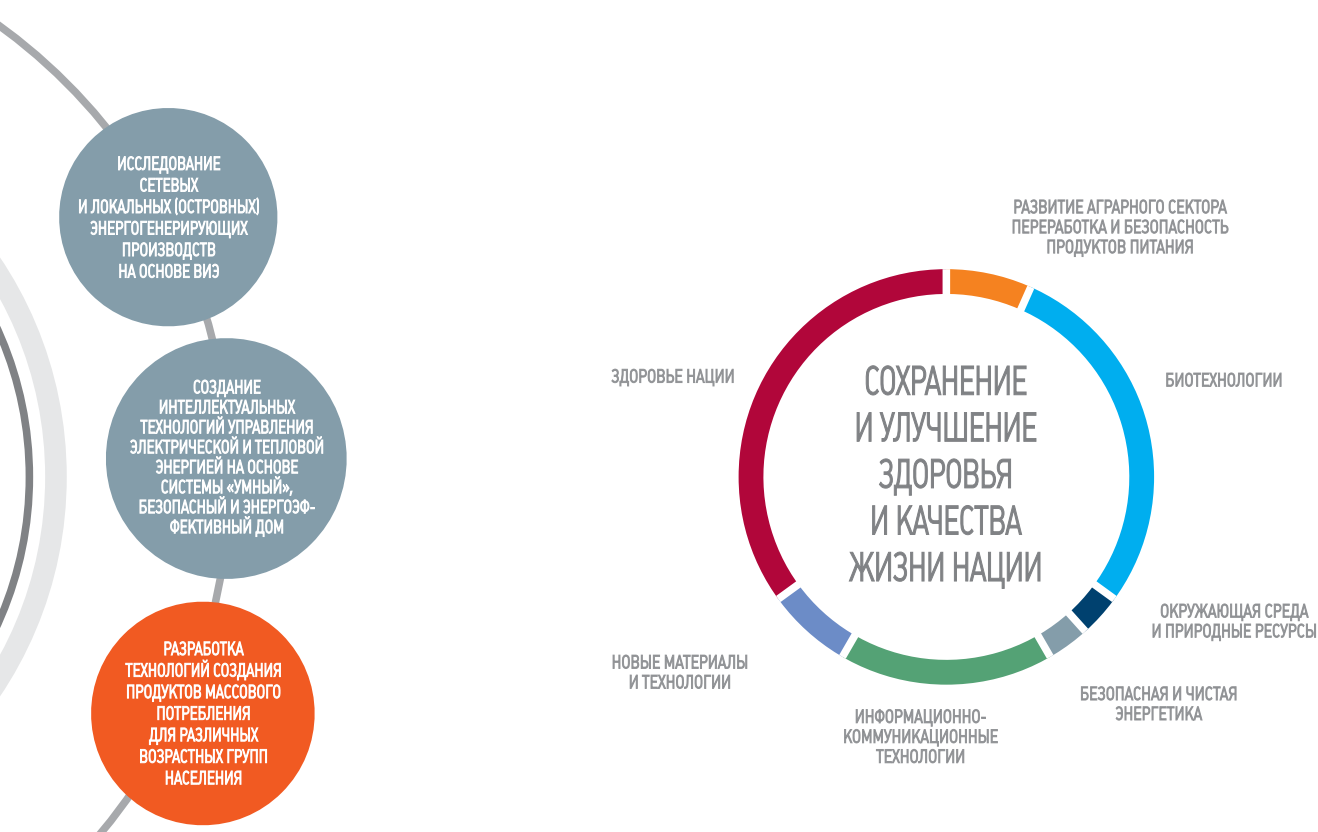 ИССЛЕДОВАНИЕ
СЕТЕВЫХ
И ЛОКАЛЬНЫХ (ОСТРОВНЫХ)
ЭНЕРГОГЕНЕРИРУЮЩИХ
ПРОИЗВОДСТВ
НА ОСНОВЕ ВИЭ
СОЗДАНИЕ
ИНТЕЛЛЕКТУАЛЬНЫХ
ТЕХНОЛОГИЙ УПРАВЛЕНИЯ
ЭЛЕКТРИЧЕСКОЙ И ТЕПЛОВОЙ
ЭНЕРГИЕЙ НА ОСНОВЕ
СИСТЕМЫ «УМНЫЙ»,
БЕЗОПАСНЫЙ И ЭНЕРГОЭФ-
ФЕКТИВНЫЙ ДОМ
РАЗРАБОТКА
ТЕХНОЛОГИЙ СОЗДАНИЯ
ПРОДУКТОВ МАССОВОГО
ПОТРЕБЛЕНИЯ
ДЛЯ РАЗЛИЧНЫХ
ВОЗРАСТНЫХ ГРУПП
НАСЕЛЕНИЯ
РАЗВИТИЕ АГРАРНОГО СЕКТОРА
ПЕРЕРАБОТКА И БЕЗОПАСНОСТЬ
ПРОДУКТОВ ПИТАНИЯ
ЗДОРОВЬЕ НАЦИИ
БИОТЕХНОЛОГИИ
СОХРАНЕНИЕ
И УЛУЧШЕНИЕ
ЗДОРОВЬЯ
И КАЧЕСТВА
ЖИЗНИ НАЦИИ
ОКРУЖАЮЩАЯ СРЕДА
И ПРИРОДНЫЕ РЕСУРСЫ
НОВЫЕ МАТЕРИАЛЫ
И ТЕХНОЛОГИИ
БЕЗОПАСНАЯ И ЧИСТАЯ
ЭНЕРГЕТИКА
ИНФОРМАЦИОННО-
КОММУНИКАЦИОННЫЕ
ТЕХНОЛОГИИ